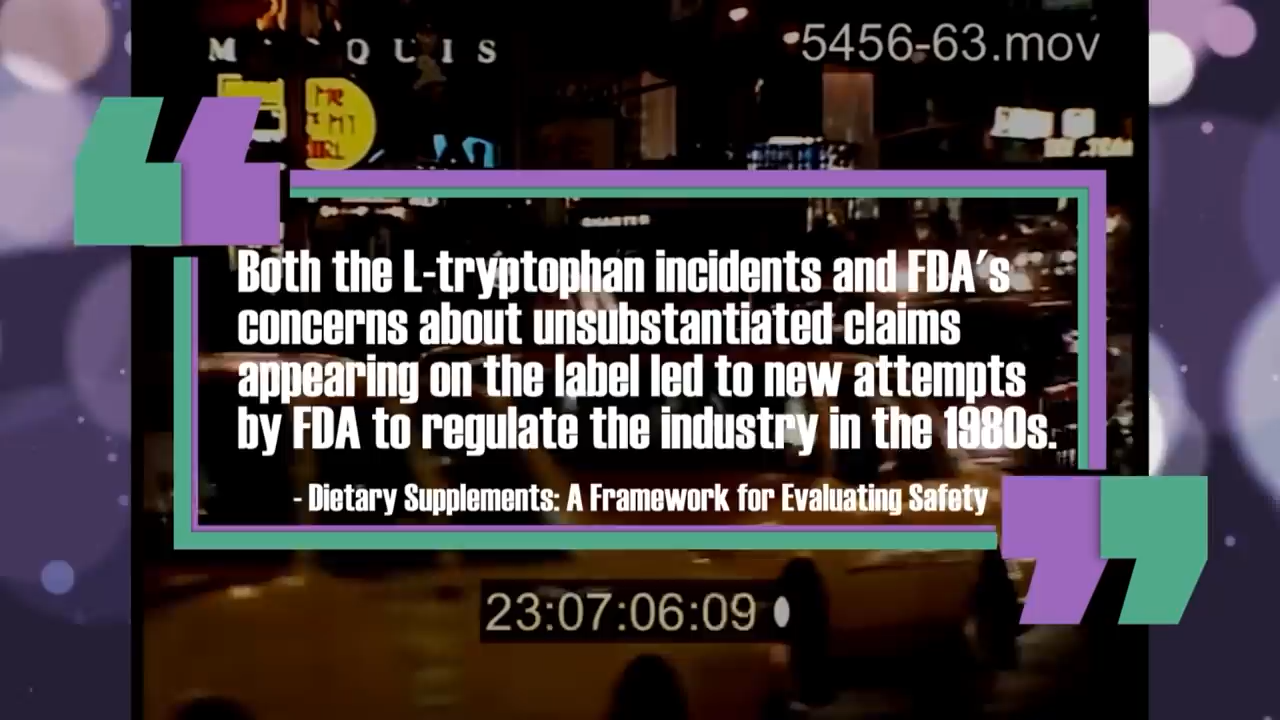 M QUIS
5456-63.mov
CHARTER
Both the L-tryptophan incidents and FDA's
concerns about unsubstantiated claims
appearing on the label led to new attempts
by FDA to regulate the industry in the 1980s.
- Dietary Supplements: A Framework for Evaluating Safety
23:07:06:09